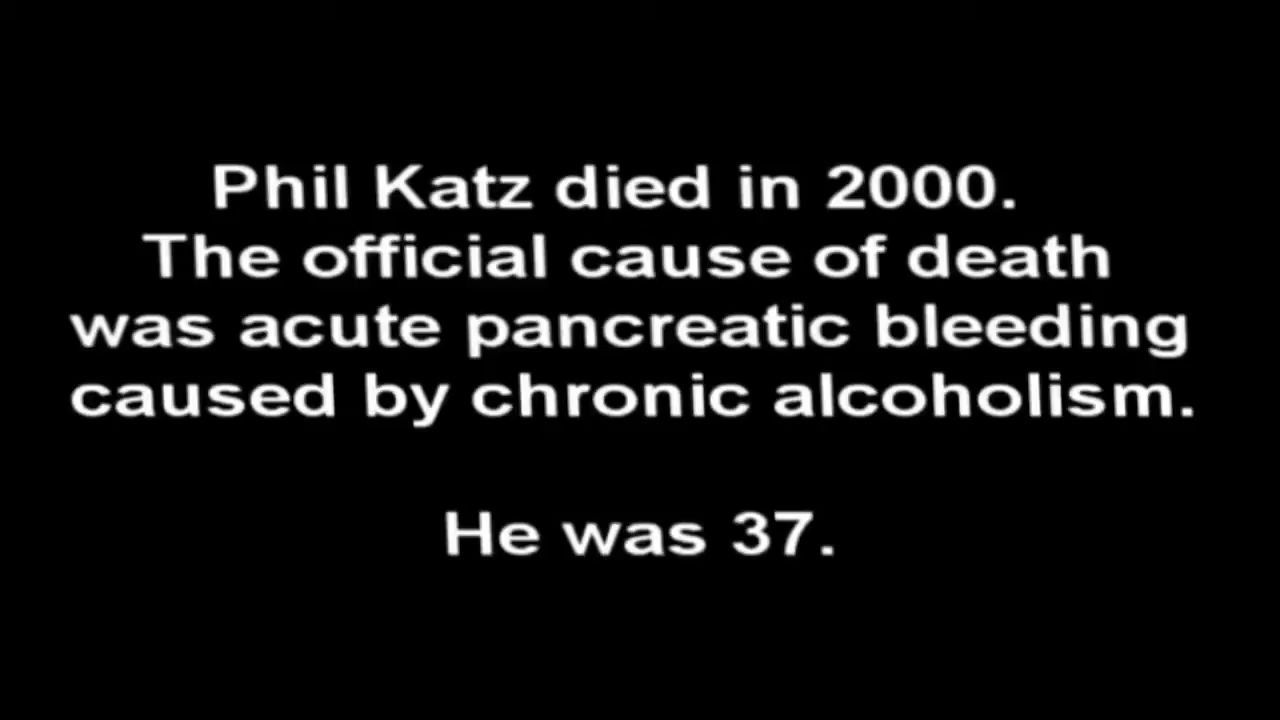 Phil Katz died in 2000.
The official cause of death
was acute pancreatic bleeding
caused by chronic alcoholism.
He was 37.